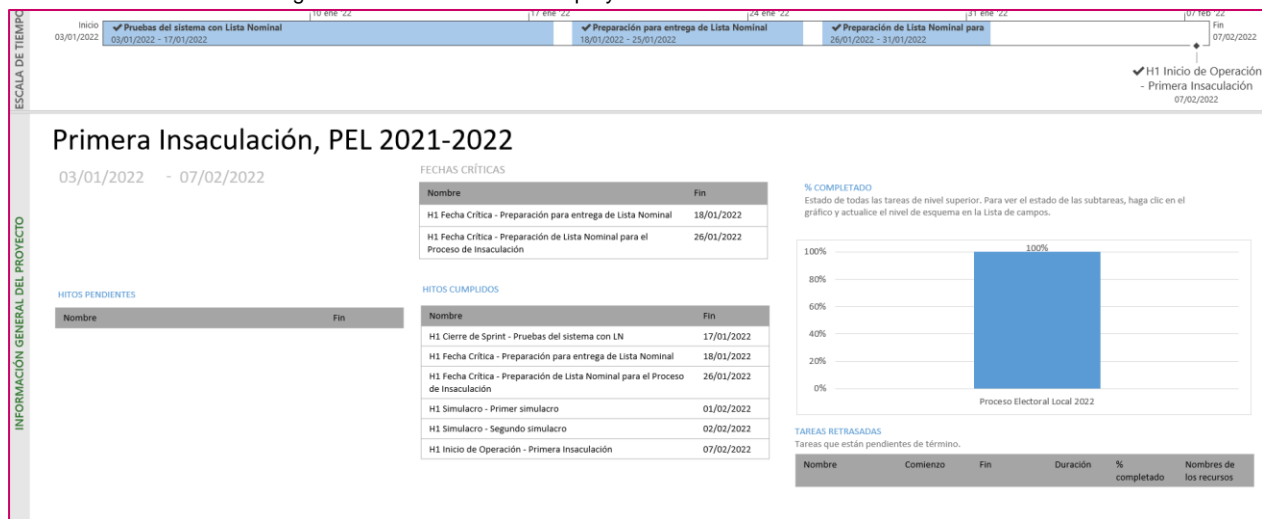 ESCALA DE TIEMPO
10 ene '22
17 ene '22
24 ene '22
31 ene '22
07 feb '22
Inicio
03/01/2022
✔Pruebas del sistema con Lista Nominal
03/01/2022 - 17/01/2022
✔Preparación para entrega de Lista Nominal
18/01/2022 - 25/01/2022
✔Preparación de Lista Nominal para
26/01/2022 - 31/01/2022
Fin
07/02/2022
✔H1 Inicio de Operación
- Primera Insaculación
07/02/2022
INFORMACIÓN GENERAL DEL PROYECTO
Primera Insaculación, PEL 2021-2022
03/01/2022 - 07/02/2022
HITOS PENDIENTES
Nombre Fin
FECHAS CRÍTICAS
Nombre Fin
H1 Fecha Crítica - Preparación para entrega de Lista Nominal 18/01/2022
H1 Fecha Crítica - Preparación de Lista Nominal para el 26/01/2022
Proceso de Insaculación
HITOS CUMPLIDOS
Nombre Fin
H1 Cierre de Sprint - Pruebas del sistema con LN 17/01/2022
H1 Fecha Crítica - Preparación para entrega de Lista Nominal 18/01/2022
H1 Fecha Crítica - Preparación de Lista Nominal para el Proceso 26/01/2022
de Insaculación
H1 Simulacro - Primer simulacro 01/02/2022
H1 Simulacro - Segundo simulacro 02/02/2022
H1 Inicio de Operación - Primera Insaculación 07/02/2022
% COMPLETADO
Estado de todas las tareas de nivel superior. Para ver el estado de las subtareas, haga clic en el
gráfico y actualice el nivel de esquema en la Lista de campos.
100%
100%
80%
60%
40%
20%
0%
Proceso Electoral Local 2022
TAREAS RETRASADAS
Tareas que están pendientes de término.
Nombre Comienzo Fin Duración % Nombres de
completado los recursos